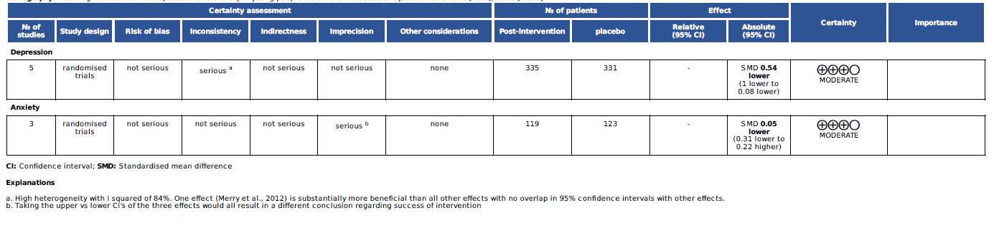 Certainty assessment
№ of patients
Effect
Certainty
Importance
№ of
studies
Study design
Risk of bias
Inconsistency
Indirectness
Imprecision
Other considerations
Post-intervention
placebo
Relative
(95% CI)
Absolute
(95% CI)
Depression
5
randomised
trials
not serious
serious a
not serious
not serious
none
335
331
-
SMD 0.54
lower
(1 lower to
0.08 lower)
⨁⨁⨁◯
MODERATE
Anxiety
3
randomised
trials
not serious
not serious
not serious
serious b
none
119
123
-
SMD 0.05
lower
(0.31 lower to
0.22 higher)
⨁⨁⨁◯
MODERATE
CI: Confidence interval; SMD: Standardised mean difference
Explanations
a. High heterogeneity with I squared of 84%. One effect (Merry et al., 2012) is substantially more beneficial than all other effects with no overlap in 95% confidence intervals with other effects.
b. Taking the upper vs lower CI's of the three effects would all result in a different conclusion regarding success of intervention